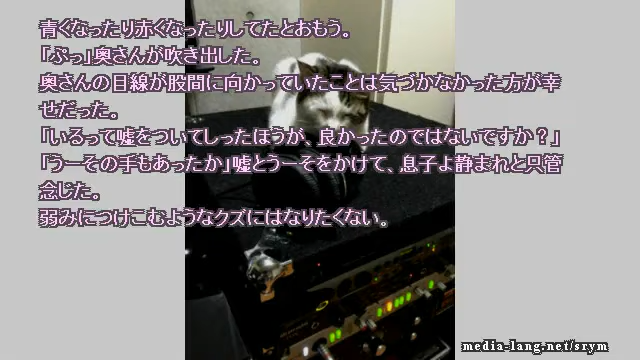 青くなったり赤くなったりしてたとおもう。
「ぷっ」奥さんが吹き出した。
奥さんの目線が股間に向かっていたことは気づかなかった方が幸
せだった。
「いるって嘘をついてしったほうが、良かったのではないですか？」
「うーその手もあったか」嘘とうーそをかけて、息子よ静まれと只管
念じた。
弱みにつけこむようなクズにはなりたくない。
media-lang.net/srym